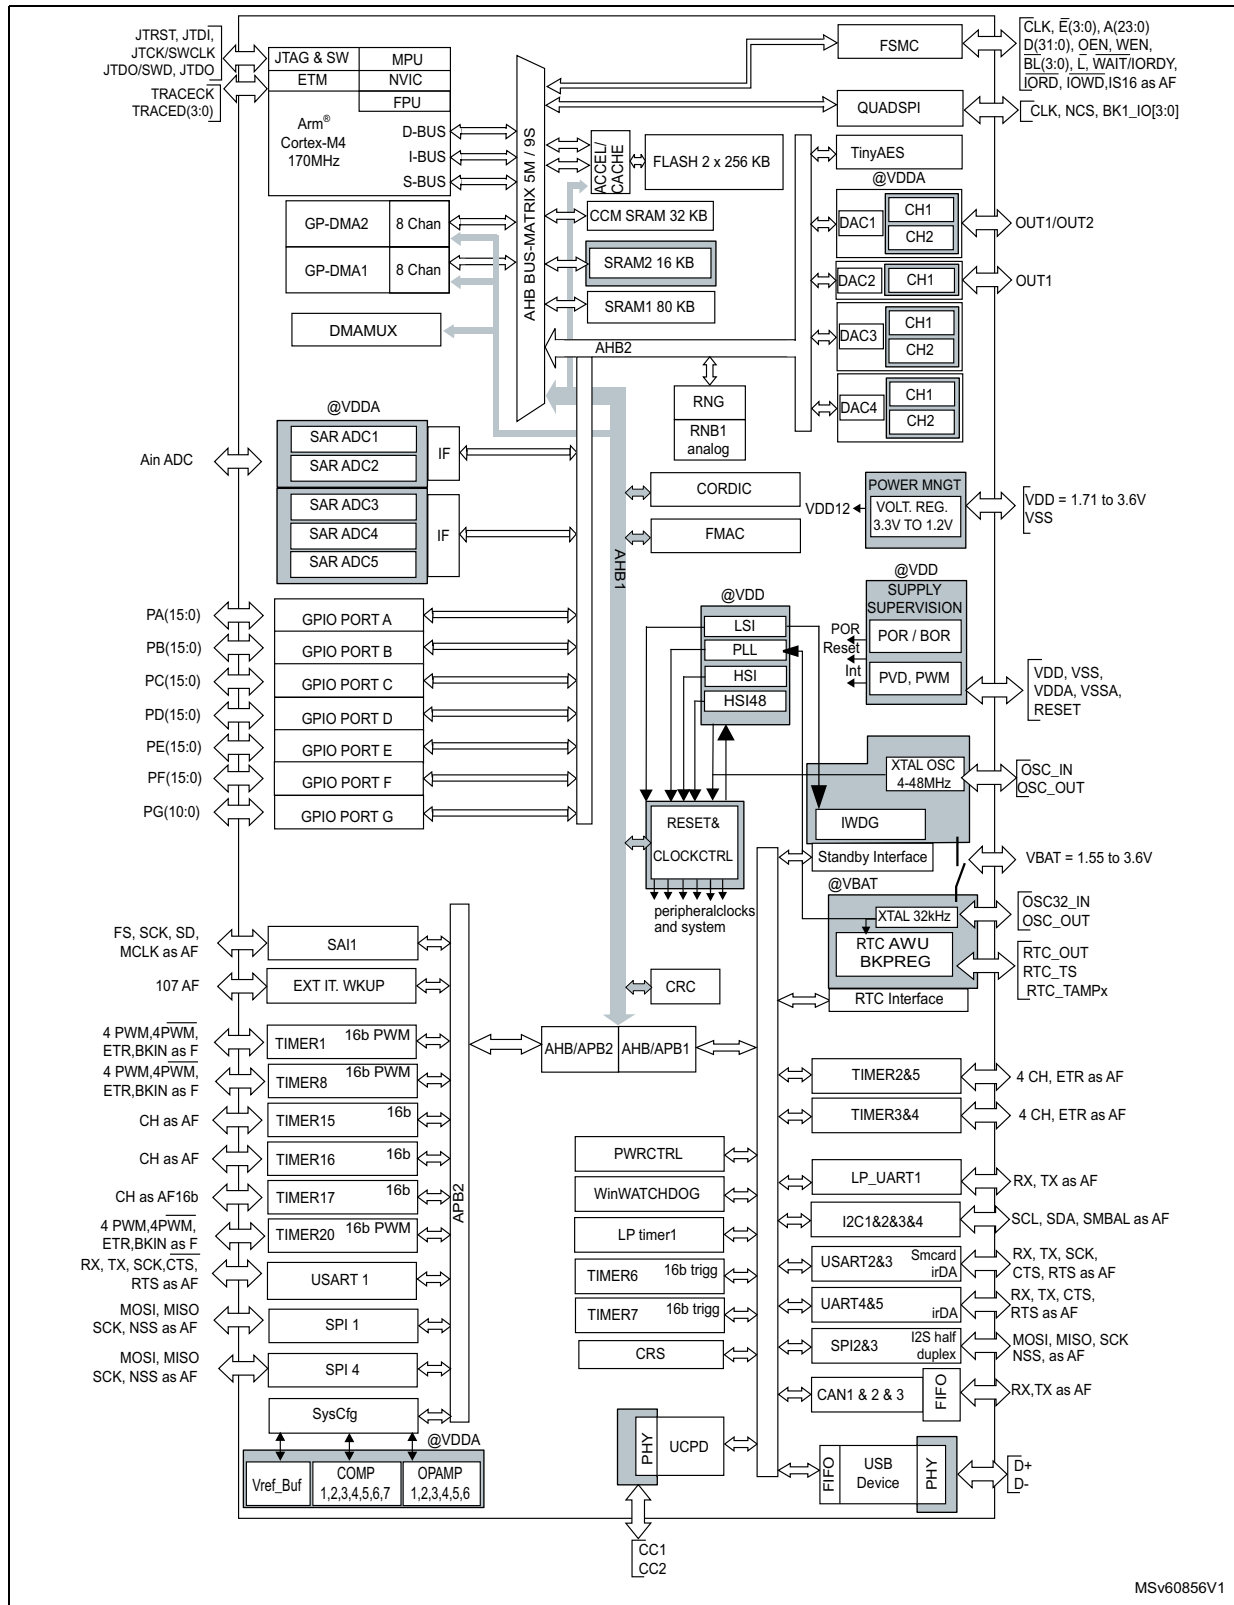 JTRST, JTDI,
JTCK/SWCLK
JTDO/SWD, JTDO
TRACECK
TRACED(3:0)
JTAG & SW
MPU
ETM
NVIC
FPU
Arm®
Cortex-M4
170MHz
D-BUS
I-BUS
S-BUS
GP-DMA2
8 Chan
GP-DMA1
8 Chan
DMAMUX
AHB BUS-MATRIX 5M / 9S
ACCEL/
CACHE
FLASH 2 x 256 KB
CCM SRAM 32 KB
SRAM2 16 KB
SRAM1 80 KB
AHB2
RNG
RNB1
analog
FSMC
CLK, E(3:0), A(23:0)
D(31:0), OEN, WEN,
BL(3:0), L, WAIT/IORDY,
IORD, IOWD,IS16 as AF
QUADSPI
CLK, NCS, BK1_IO[3:0]
TinyAES
@VDDA
DAC1
CH1
CH2
OUT1/OUT2
DAC2
CH1
OUT1
DAC3
CH1
CH2
DAC4
CH1
CH2
@VDDA
Ain ADC
SAR ADC1
SAR ADC2
IF
SAR ADC3
SAR ADC4
SAR ADC5
IF
CORDIC
FMAC
AHB1
POWER MNGT
VDD12
VOLT. REG.
3.3V TO 1.2V
VDD = 1.71 to 3.6V
VSS
@VDD
SUPPLY
SUPERVISION
POR
Reset
Int
POR / BOR
PVD, PWM
VDD, VSS,
VDDA, VSSA,
RESET
@VDD
LSI
PLL
HSI
HSI48
PA(15:0)
GPIO PORT A
PB(15:0)
GPIO PORT B
PC(15:0)
GPIO PORT C
PD(15:0)
GPIO PORT D
PE(15:0)
GPIO PORT E
PF(15:0)
GPIO PORT F
PG(10:0)
GPIO PORT G
RESET&
CLOCKCTRL
peripheralclocks
and system
XTAL OSC
4-48MHz
OSC_IN
OSC_OUT
IWDG
Standby Interface
VBAT = 1.55 to 3.6V
@VBAT
XTAL 32kHz
OSC32_IN
OSC_OUT
RTC AWU
BKPREG
RTC_OUT
RTC_TS
RTC_TAMPx
RTC Interface
CRC
AHB/APB2
AHB/APB1
FS, SCK, SD,
MCLK as AF
SAI1
107 AF
EXT IT. WKUP
4 PWM,4PWM,
ETR,BKIN as F
TIMER1
16b PWM
4 PWM,4PWM,
ETR,BKIN as F
TIMER8
16b PWM
CH as AF
TIMER15
16b
CH as AF
TIMER16
16b
CH as AF16b
TIMER17
16b
4 PWM,4PWM,
ETR,BKIN as F
TIMER20
16b PWM
RX, TX, SCK,CTS,
RTS as AF
USART 1
MOSI, MISO
SCK, NSS as AF
SPI 1
MOSI, MISO
SCK, NSS as AF
SPI 4
SysCfg
@VDDA
Vref_Buf
COMP
1,2,3,4,5,6,7
OPAMP
1,2,3,4,5,6
APB2
PWRCTRL
WinWATCHDOG
LP timer1
TIMER6
16b trigg
TIMER7
16b trigg
CRS
PHY
UCPD
CC1
CC2
TIMER2&5
4 CH, ETR as AF
TIMER3&4
4 CH, ETR as AF
LP_UART1
RX, TX as AF
I2C1&2&3&4
SCL, SDA, SMBAL as AF
USART2&3
Smcard
irDA
RX, TX, SCK,
CTS, RTS as AF
UART4&5
irDA
RX, TX, CTS,
RTS as AF
SPI2&3
I2S half
duplex
MOSI, MISO, SCK
NSS, as AF
CAN1 & 2 & 3
FIFO
RX,TX as AF
FIFO
USB
Device
PHY
D+
D-
MSv60856V1